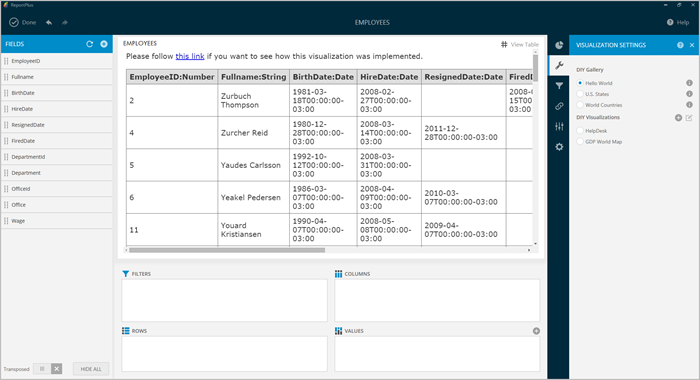 ReportPlus
Done
EMPLOYEES
Help
FIELDS
EmployeeID
Fullname
BirthDate
HireDate
ResignedDate
FiredDate
DepartmentId
Department
OfficeId
Office
Wage
Transposed
HIDE ALL
EMPLOYEES
View Table
Please follow this link if you want to see how this visualization was implemented.
EmployeeID:Number Fullname:String BirthDate:Date HireDate:Date ResignedDate:Date FiredD
2 Zurbuch Thompson 1981-03-18T00:00:00-03:00 2008-02-27T00:00:00-03:00 2008-0 15T00 03:00
4 Zurcher Reid 1980-12-28T00:00:00-03:00 2008-03-14T00:00:00-03:00 2011-12-28T00:00:00-03:00
5 Yaudes Carlsson 1992-10-12T00:00:00-03:00 2008-03-31T00:00:00-03:00
6 Yeakel Pedersen 1986-03-07T00:00:00-03:00 2008-04-09T00:00:00-03:00 2010-03-07T00:00:00-03:00
11 Youard Kristiansen 1990-04-07T00:00:00-03:00 2008-05-08T00:00:00-03:00 2009-04-07T00:00:00-03:00
FILTERS
COLUMNS
ROWS
VALUES
VISUALIZATION SETTINGS
DIY Gallery
Hello World
U.S. States
World Countries
DIY Visualizations
HelpDesk
GDP World Map